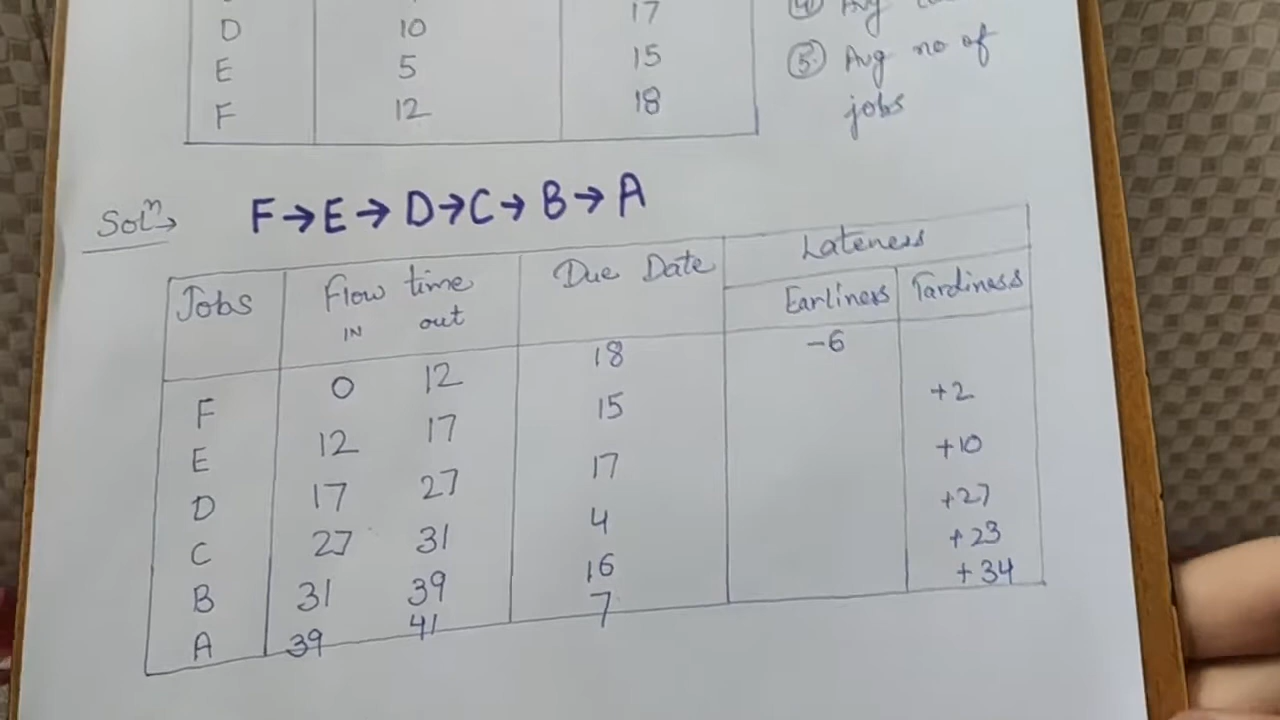 17
④ Avg
D 10
E 5 15
⑤ Avg no of
F 12 18
jobs
Solⁿ→ F→E→D→C→B→A
Jobs Flow time Due Date Lateness
IN out Earliness Tardiness
F 0 12 18 -6
E 12 17 15 +2
D 17 27 17 +10
C 27 31 4 +27
B 31 39 16 +23
A 39 41 7 +34